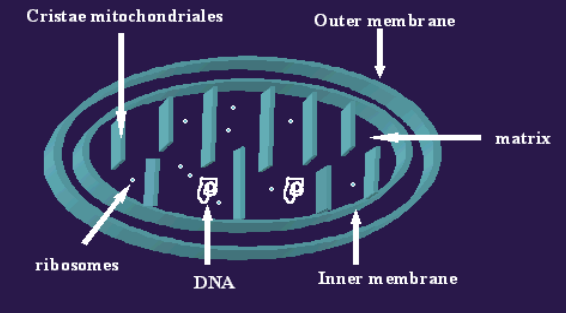 Cristae mitochondriales
Outer membrane
matrix
ribosomes
DNA
Inner membrane